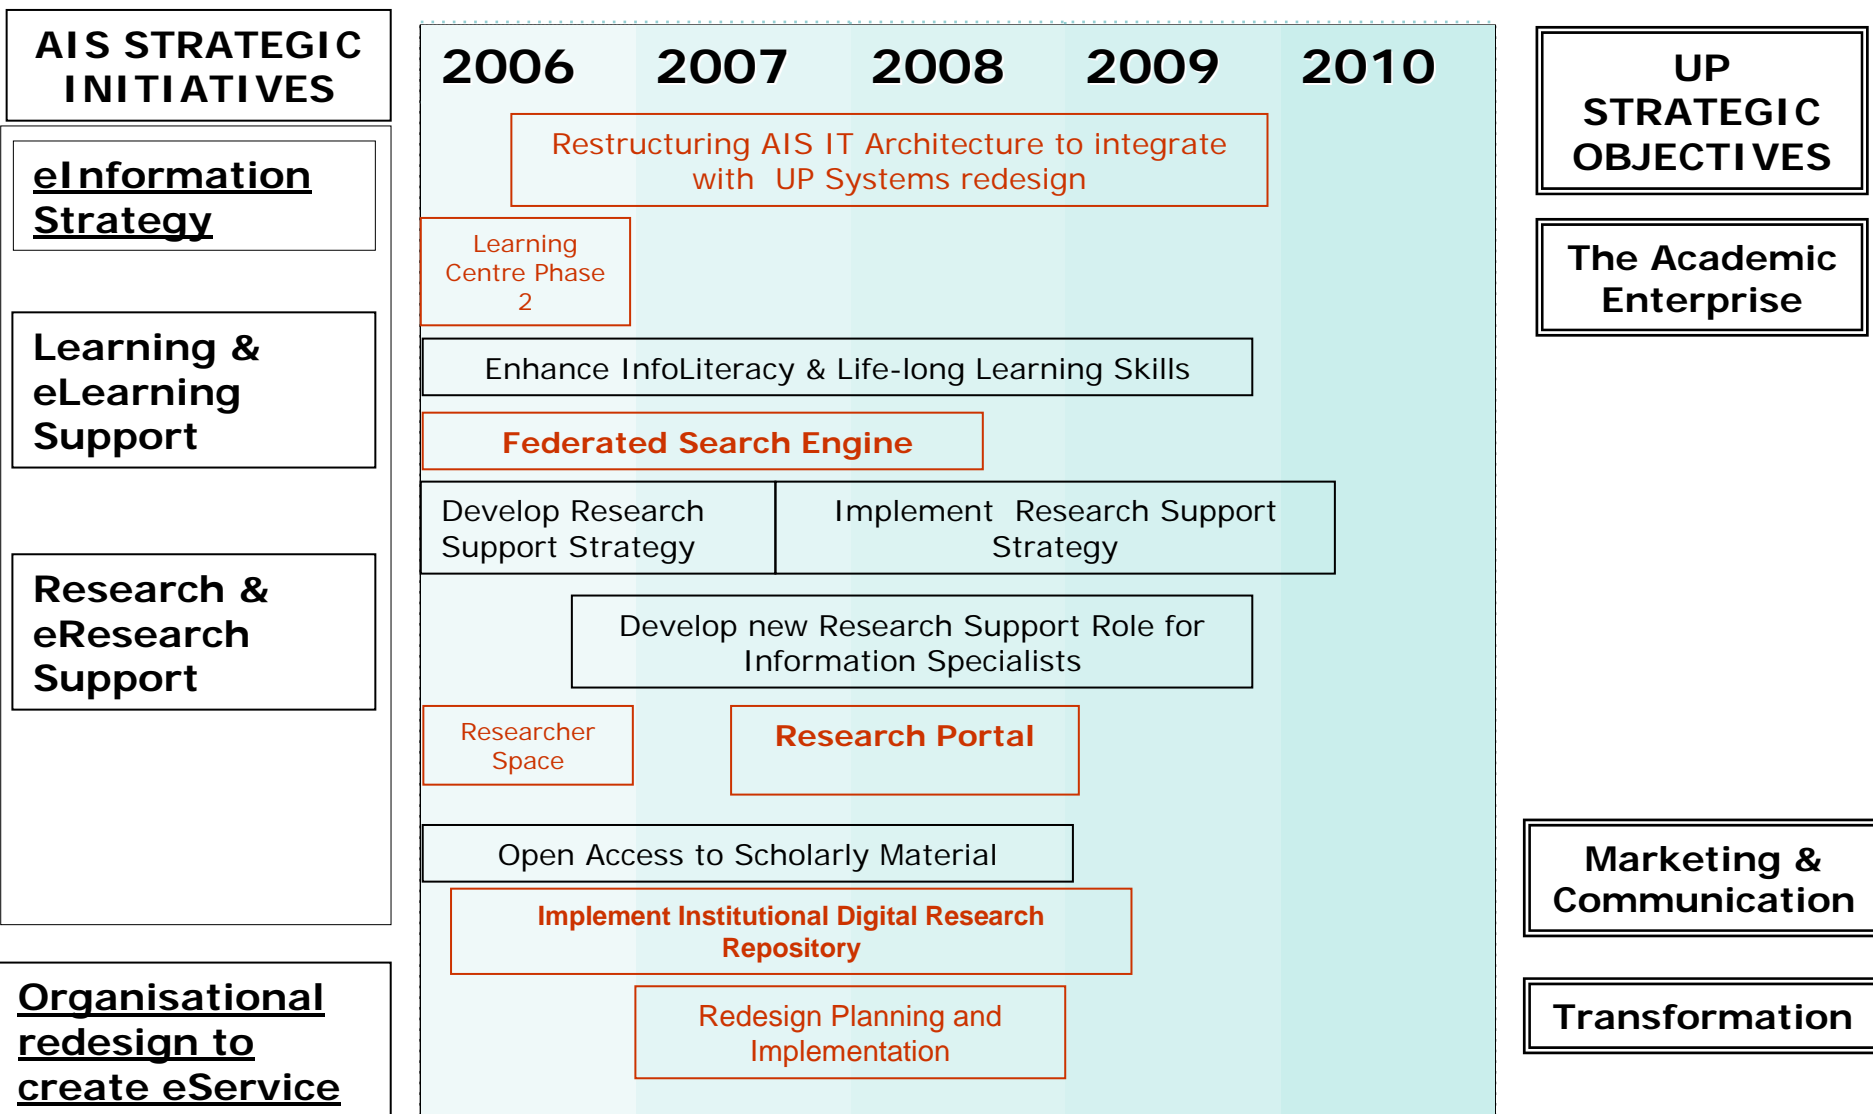 AIS STRATEGIC
INITIATIVES
2006 2007 2008 2009 2010
UP
STRATEGIC
OBJECTIVES
eInformation
Strategy
Restructuring AIS IT Architecture to integrate
with UP Systems redesign
The Academic
Enterprise
Learning
Centre Phase
2
Learning &
eLearning
Support
Enhance InfoLiteracy & Life-long Learning Skills
Federated Search Engine
Develop Research
Support Strategy
Implement Research Support
Strategy
Research &
eResearch
Support
Develop new Research Support Role for
Information Specialists
Researcher
Space
Research Portal
Open Access to Scholarly Material
Marketing &
Communication
Implement Institutional Digital Research
Repository
Organisational
redesign to
create eService
Redesign Planning and
Implementation
Transformation